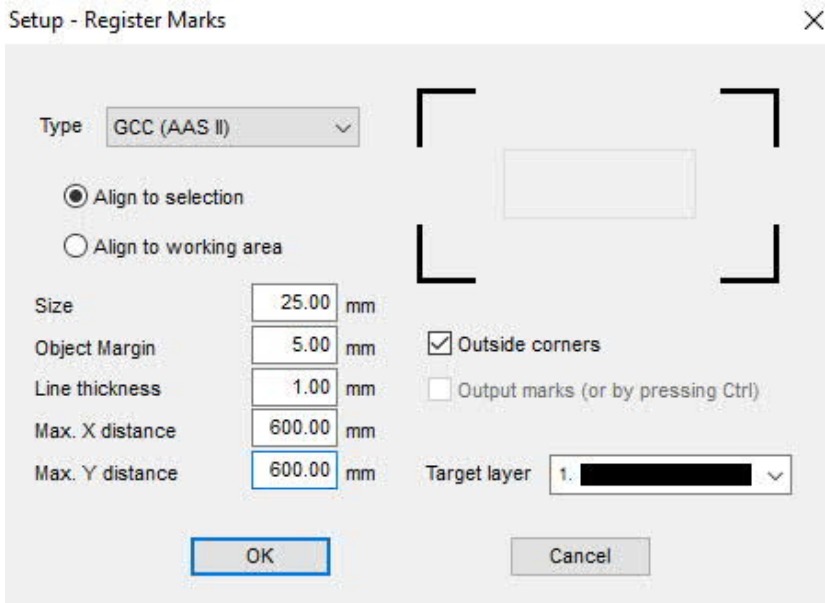 Setup - Register Marks
Type GCC (AAS II)
Align to selection
Align to working area
Size 25.00 mm
Object Margin 5.00 mm
Line thickness 1.00 mm
Max. X distance 600.00 mm
Max. Y distance 600.00 mm
Outside corners
Output marks (or by pressing Ctrl)
Target layer 1.
OK
Cancel